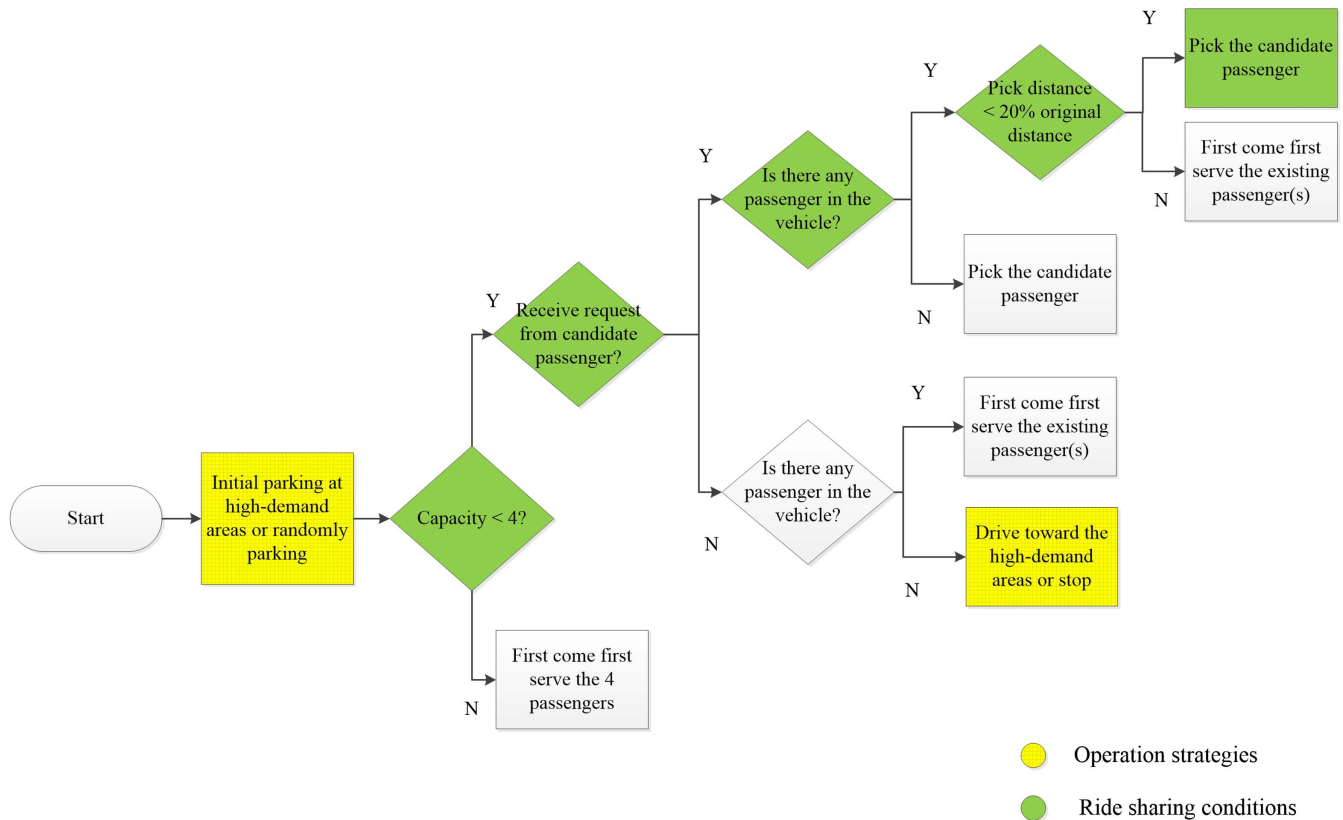 Y
Pick the candidate
passenger
Y
Pick distance
< 20% original
distance
First come first
serve the existing
passenger(s)
N
Y
Is there any
passenger in the
vehicle?
Pick the candidate
passenger
N
Y
Receive request
from candidate
passenger?
Y
First come first
serve the existing
passenger(s)
Is there any
passenger in the
vehicle?
N
Drive toward the
high-demand
areas or stop
N
Start
Initial parking at
high-demand
areas or randomly
parking
Capacity < 4?
First come first
serve the 4
passengers
N
Operation strategies
Ride sharing conditions